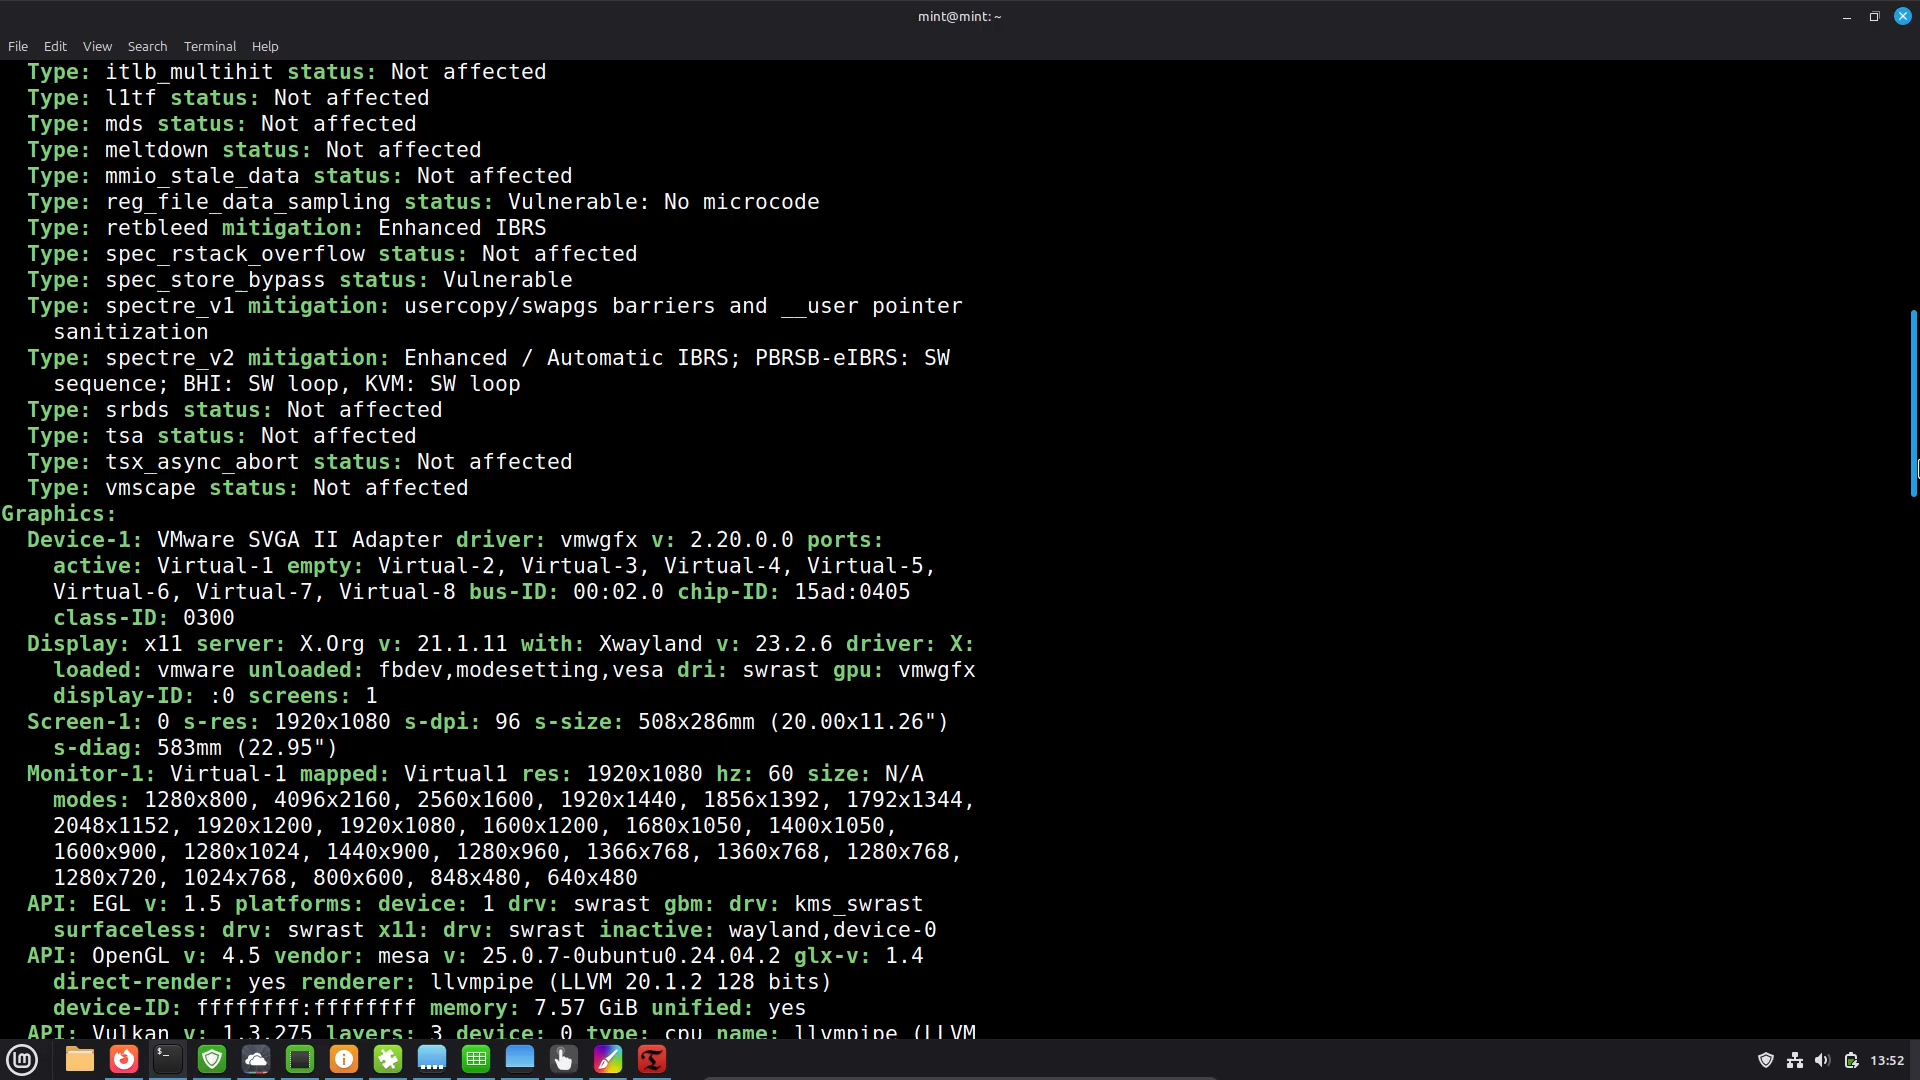 mint@mint: ~
File Edit View Search Terminal Help
Type: itlb_multihit status: Not affected
Type: l1tf status: Not affected
Type: mds status: Not affected
Type: meltdown status: Not affected
Type: mmio_stale_data status: Not affected
Type: reg_file_data_sampling status: Vulnerable: No microcode
Type: retbleed mitigation: Enhanced IBRS
Type: spec_rstack_overflow status: Not affected
Type: spec_store_bypass status: Vulnerable
Type: spectre_v1 mitigation: usercopy/swapgs barriers and __user pointer
sanitization
Type: spectre_v2 mitigation: Enhanced / Automatic IBRS; PBRSB-eIBRS: SW
sequence; BHI: SW loop, KVM: SW loop
Type: srbds status: Not affected
Type: tsa status: Not affected
Type: tsx_async_abort status: Not affected
Type: vmscape status: Not affected
Graphics:
Device-1: VMware SVGA II Adapter driver: vmwgfx v: 2.20.0.0 ports:
active: Virtual-1 empty: Virtual-2, Virtual-3, Virtual-4, Virtual-5,
Virtual-6, Virtual-7, Virtual-8 bus-ID: 00:02.0 chip-ID: 15ad:0405
class-ID: 0300
Display: x11 server: X.Org v: 21.1.11 with: Xwayland v: 23.2.6 driver: X:
loaded: vmware unloaded: fbdev,modesetting,vesa dri: swrast gpu: vmwgfx
display-ID: :0 screens: 1
Screen-1: 0 s-res: 1920x1080 s-dpi: 96 s-size: 508x286mm (20.00x11.26")
s-diag: 583mm (22.95")
Monitor-1: Virtual-1 mapped: Virtual1 res: 1920x1080 hz: 60 size: N/A
modes: 1280x800, 4096x2160, 2560x1600, 1920x1440, 1856x1392, 1792x1344,
2048x1152, 1920x1200, 1920x1080, 1600x1200, 1680x1050, 1400x1050,
1600x900, 1280x1024, 1440x900, 1280x960, 1366x768, 1360x768, 1280x768,
1280x720, 1024x768, 800x600, 848x480, 640x480
API: EGL v: 1.5 platforms: device: 1 drv: swrast gbm: drv: kms_swrast
surfaceless: drv: swrast x11: drv: swrast inactive: wayland,device-0
API: OpenGL v: 4.5 vendor: mesa v: 25.0.7-0ubuntu0.24.04.2 glx-v: 1.4
direct-render: yes renderer: llvmpipe (LLVM 20.1.2 128 bits)
device-ID: ffffffff:ffffffff memory: 7.57 GiB unified: yes
API: Vulkan v: 1.3.275 layers: 3 device: 0 type: cpu name: llvmpipe (LLVM
13:52